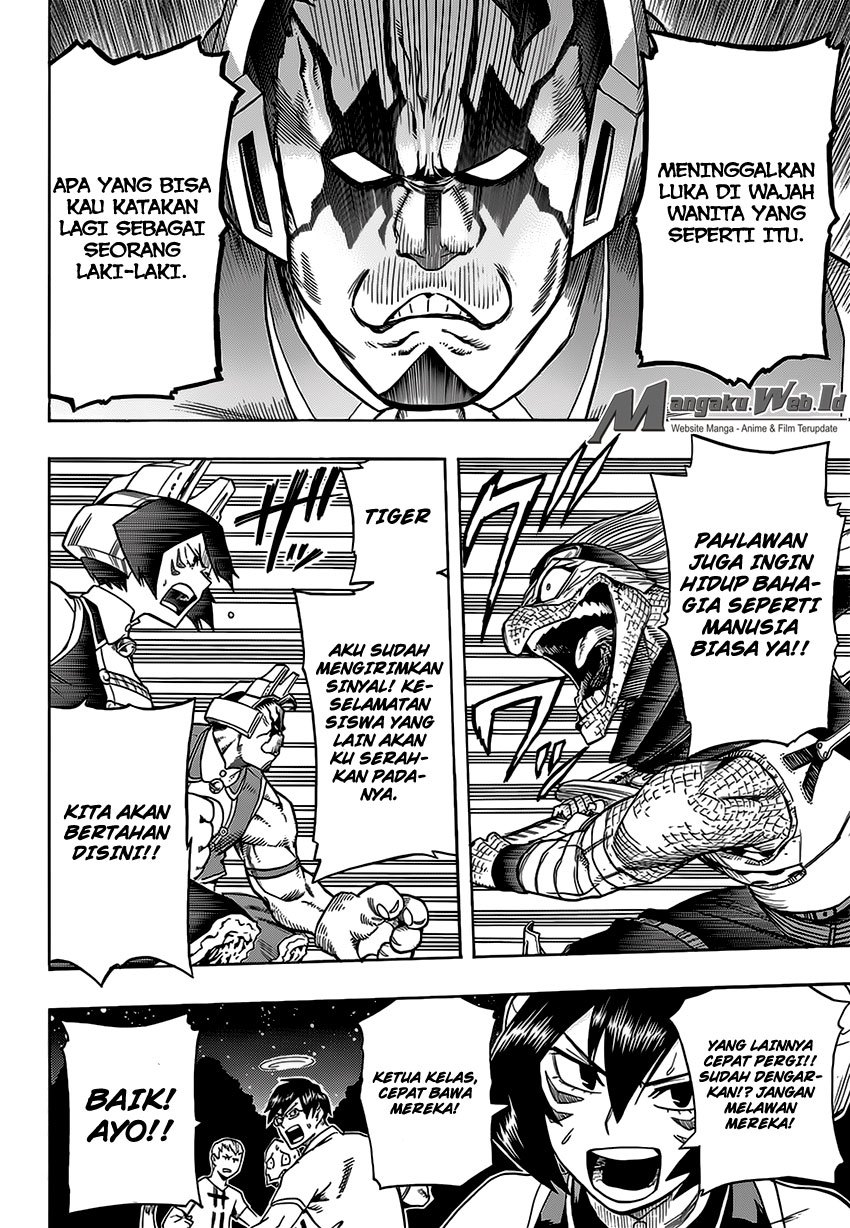 MENINGGALKAN
LUKA DI WAJAH
WANITA YANG
SEPERTI ITU.
APA YANG BISA
KAU KATAKAN
LAGI SEBAGAI
SEORANG
LAKI-LAKI.
Mangaku.Web.Id
Website Manga - Anime & Film Terupdate
PAHLAWAN
JUGA INGIN
HIDUP BAHA-
GIA SEPERTI
MANUSIA
BIASA YA!!
TIGER
AKU SUDAH
MENGIRIMKAN
SINYAL! KE-
SELAMATAN
SISWA YANG
LAIN AKAN
KU SERAH-
KAN PADA-
NYA.
KITA AKAN
BERTAHAN
DISINI!!
YANG LAINNYA
CEPAT PERGI!!
SUDAH DENGAR-
KAN!? JANGAN
MELAWAN
MEREKA!
KETUA KELAS,
CEPAT BAWA
MEREKA!
BAIK!
AYO!!